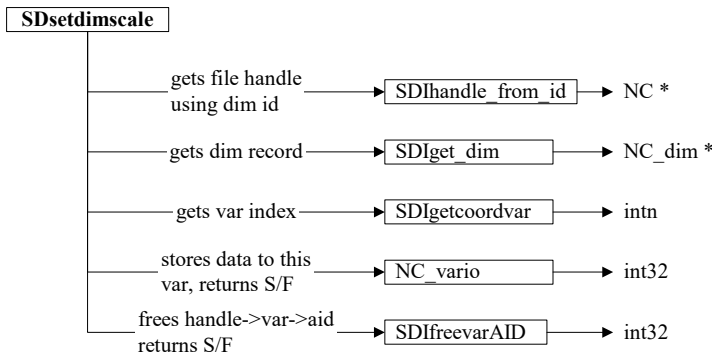 SDsetdimscale
gets file handle
using dim id
SDIhandle_from_id
NC *
gets dim record
SDIget_dim
NC_dim *
gets var index
SDIgetcoordvar
intn
stores data to this
var, returns S/F
NC_vario
int32
frees handle->var->aid
returns S/F
SDIfreevarAID
int32